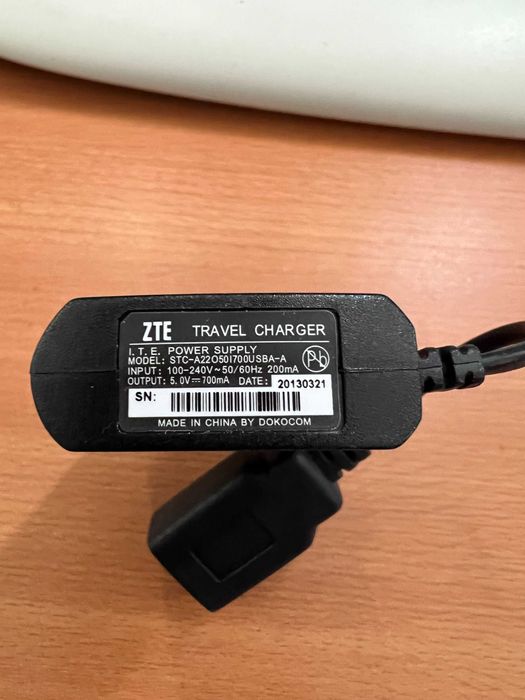 ZTE TRAVEL CHARGER
I.T.E. POWER SUPPLY
MODEL: STC-A22O50I700USBA-A
INPUT: 100-240V~50/60Hz 200mA
OUTPUT: 5.0V⎓700mA DATE: 20130321
SN:
MADE IN CHINA BY DOKOCOM